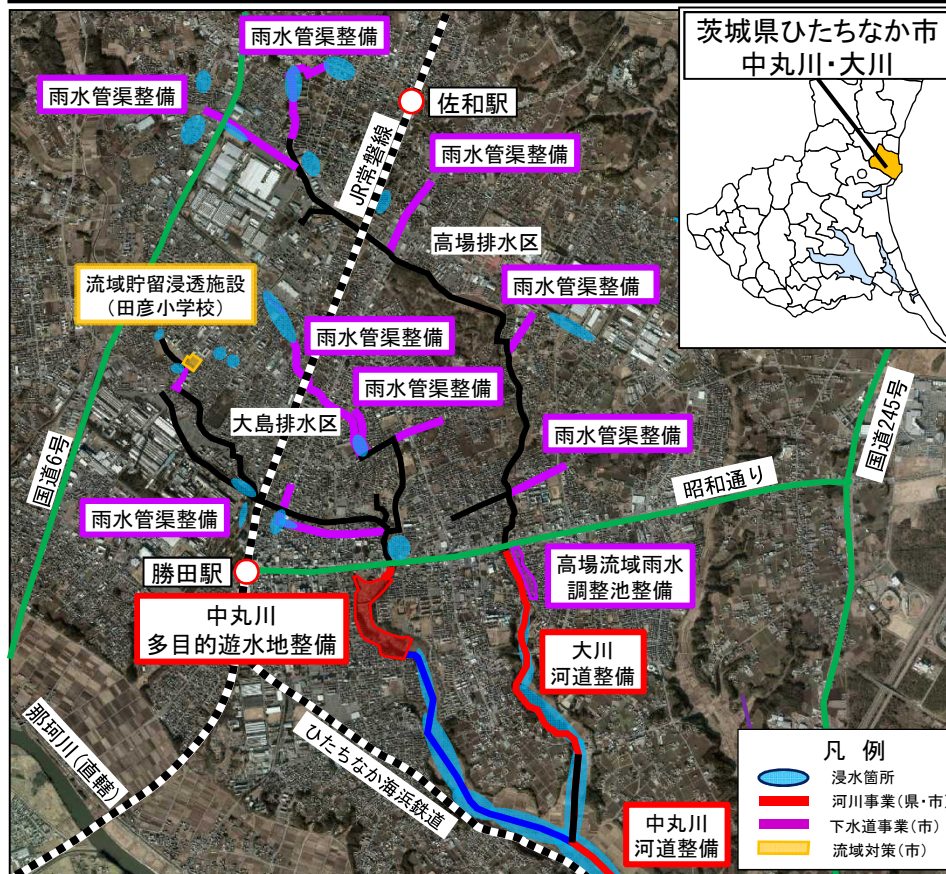 茨城県ひたちなか市
中丸川・大川
雨水管渠整備
雨水管渠整備
佐和駅
雨水管渠整備
JR常磐線
高場排水区
流域貯留浸透施設
(田彦小学校)
雨水管渠整備
雨水管渠整備
雨水管渠整備
大島排水区
雨水管渠整備
国道6号
国道245号
昭和通り
雨水管渠整備
勝田駅
高場流域雨水
調整池整備
中丸川
多目的遊水地整備
大川
河道整備
那珂川(直轄)
ひたちなか海浜鉄道
中丸川
河道整備
凡 例
浸水箇所
河川事業(県・市)
下水道事業(市)
流域対策(市)